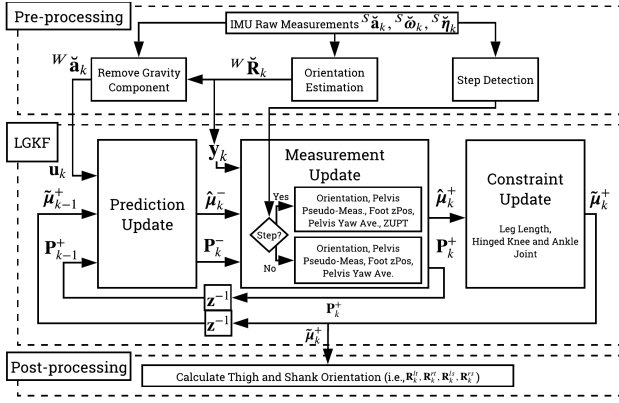 Pre-processing
IMU Raw Measurements ^S ă_k, ^S ω̆_k, ^S η̆_k
^W ă_k
Remove Gravity
Component
^W R̆_k
Orientation
Estimation
Step Detection
LGKF
u_k
y_k
μ̃^+_{k−1}
P^+_{k−1}
Prediction
Update
μ̂^−_k
P^−_k
Measurement
Update
Step?
Yes
No
Orientation, Pelvis
Pseudo-Meas., Foot zPos,
Pelvis Yaw Ave., ZUPT
Orientation, Pelvis
Pseudo-Meas, Foot zPos,
Pelvis Yaw Ave.
μ̂^+_k
P^+_k
Constraint
Update
Leg Length,
Hinged Knee and Ankle
Joint
μ̃^+_k
z^{−1}
P^+_k
z^{−1}
μ̃^+_k
Post-processing
Calculate Thigh and Shank Orientation (i.e., R^{lt}_k, R^{rt}_k, R^{ls}_k, R^{rs}_k)